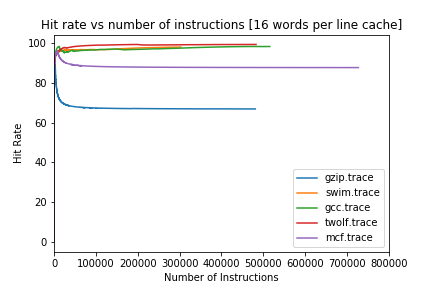 Hit rate vs number of instructions [16 words per line cache]
100
80
60
40
20
0
Hit Rate
gzip.trace
swim.trace
gcc.trace
twolf.trace
mcf.trace
0 100000 200000 300000 400000 500000 600000 700000 800000
Number of Instructions